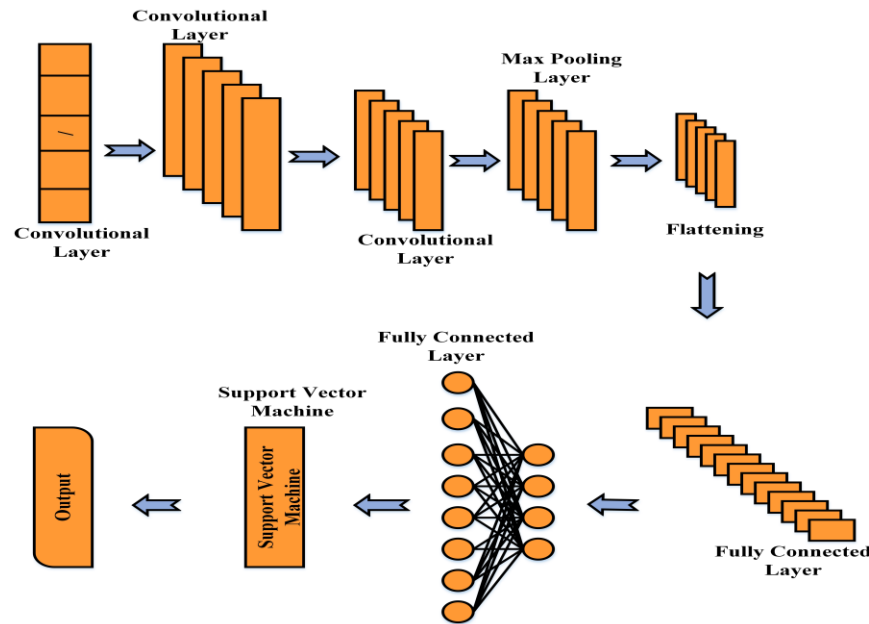 Convolutional
Layer
/
Convolutional
Layer
Convolutional
Layer
Max Pooling
Layer
Flattening
Fully Connected
Layer
Fully Connected
Layer
Support Vector
Machine
Support Vector
Machine
Output